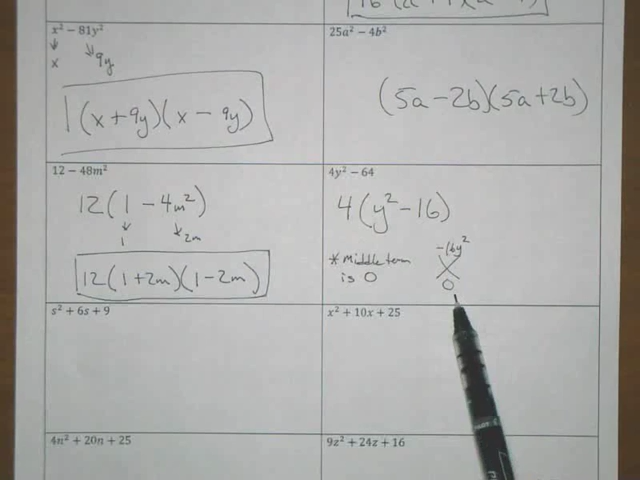 x² − 81y²
x 9y
(x + 9y)(x − 9y)
25a² − 4b²
(5a − 2b)(5a + 2b)
12 − 48m²
12(1 − 4m²)
1 2m
12(1 + 2m)(1 − 2m)
4y² − 64
4(y² − 16)
* Middle term
is 0
−16y²
0
s² + 6s + 9
x² + 10x + 25
4n² + 20n + 25
9z² + 24z + 16